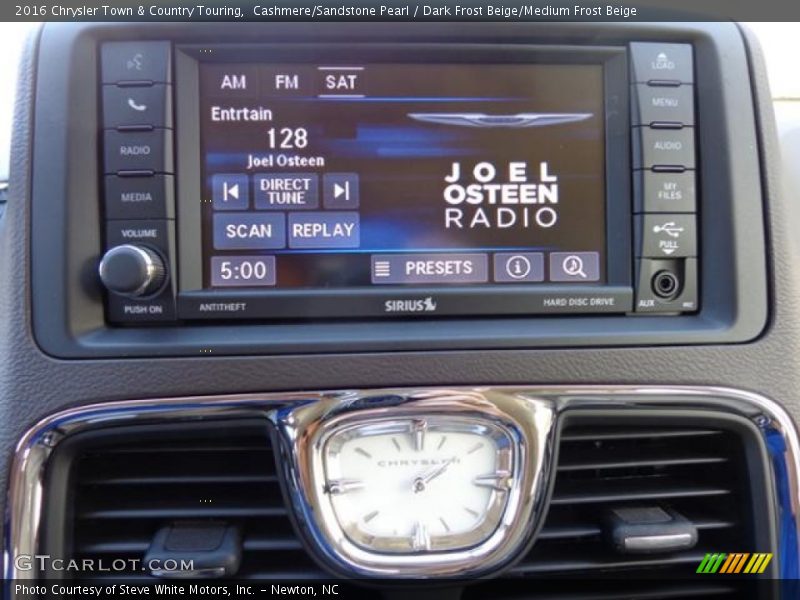 2016 Chrysler Town & Country Touring,  Cashmere/Sandstone Pearl / Dark Frost Beige/Medium Frost Beige
LOAD
AM FM SAT
MENU
Entrtain
128
RADIO
Joel Osteen
AUDIO
JOEL
OSTEEN
RADIO
DIRECT
TUNE
MEDIA
MY
FILES
SCAN REPLAY
VOLUME
PULL
5:00 PRESETS
PUSH ON
ANTITHEFT
SIRIUS
HARD DISC DRIVE
AUX
CHRYSLER
GTCARLOT.COM
Photo Courtesy of Steve White Motors, Inc. – Newton, NC